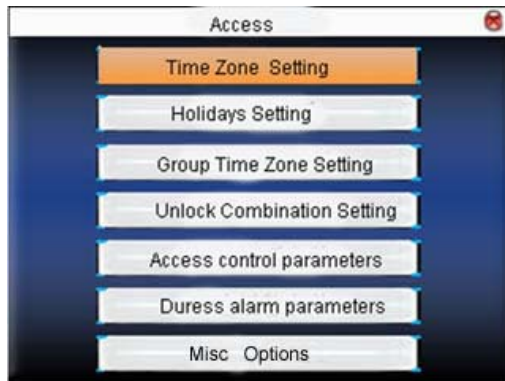 Access
Time Zone Setting
Holidays Setting
Group Time Zone Setting
Unlock Combination Setting
Access control parameters
Duress alarm parameters
Misc Options